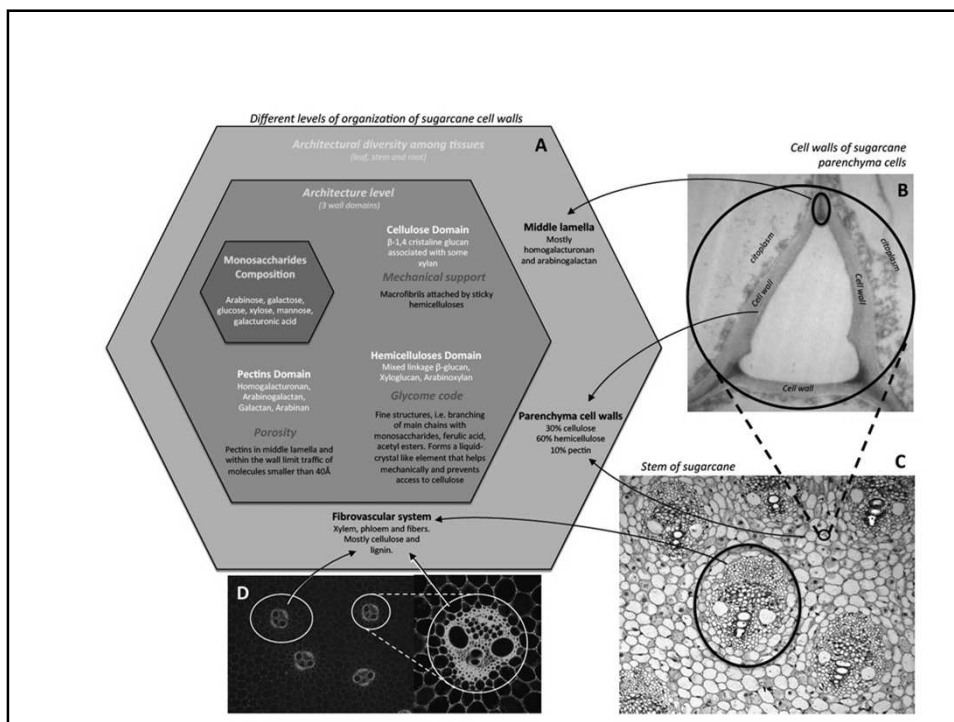 Different levels of organization of sugarcane cell walls
Architectural diversity among tissues
(leaf, stem and root)
A
Architecture level
(3 wall domains)
Monosaccharides
Composition
Arabinose, galactose,
glucose, xylose, mannose,
galacturonic acid
Cellulose Domain
β-1,4 cristaline glucan
associated with some
xylan
Mechanical support
Macrofibrils attached by sticky
hemicelluloses
Pectins Domain
Homogalacturonan,
Arabinogalactan,
Galactan, Arabinan
Porosity
Pectins in middle lamella and
within the wall limit traffic of
molecules smaller than 40Å
Hemicelluloses Domain
Mixed linkage β-glucan,
Xyloglucan, Arabinoxylan
Glycome code
Fine structures, i.e. branching
of main chains with
monosaccharides, ferulic acid,
acetyl esters. Forms a liquid-
crystal like element that helps
mechanically and prevents
access to cellulose
Middle lamella
Mostly
homogalacturonan
and arabinogalactan
Parenchyma cell walls
30% cellulose
60% hemicellulose
10% pectin
Fibrovascular system
Xylem, phloem and fibers.
Mostly cellulose and
lignin.
Cell walls of sugarcane
parenchyma cells
B
citoplasm
Cell wall
Cell wall
citoplasm
Cell wall
Stem of sugarcane
C
D